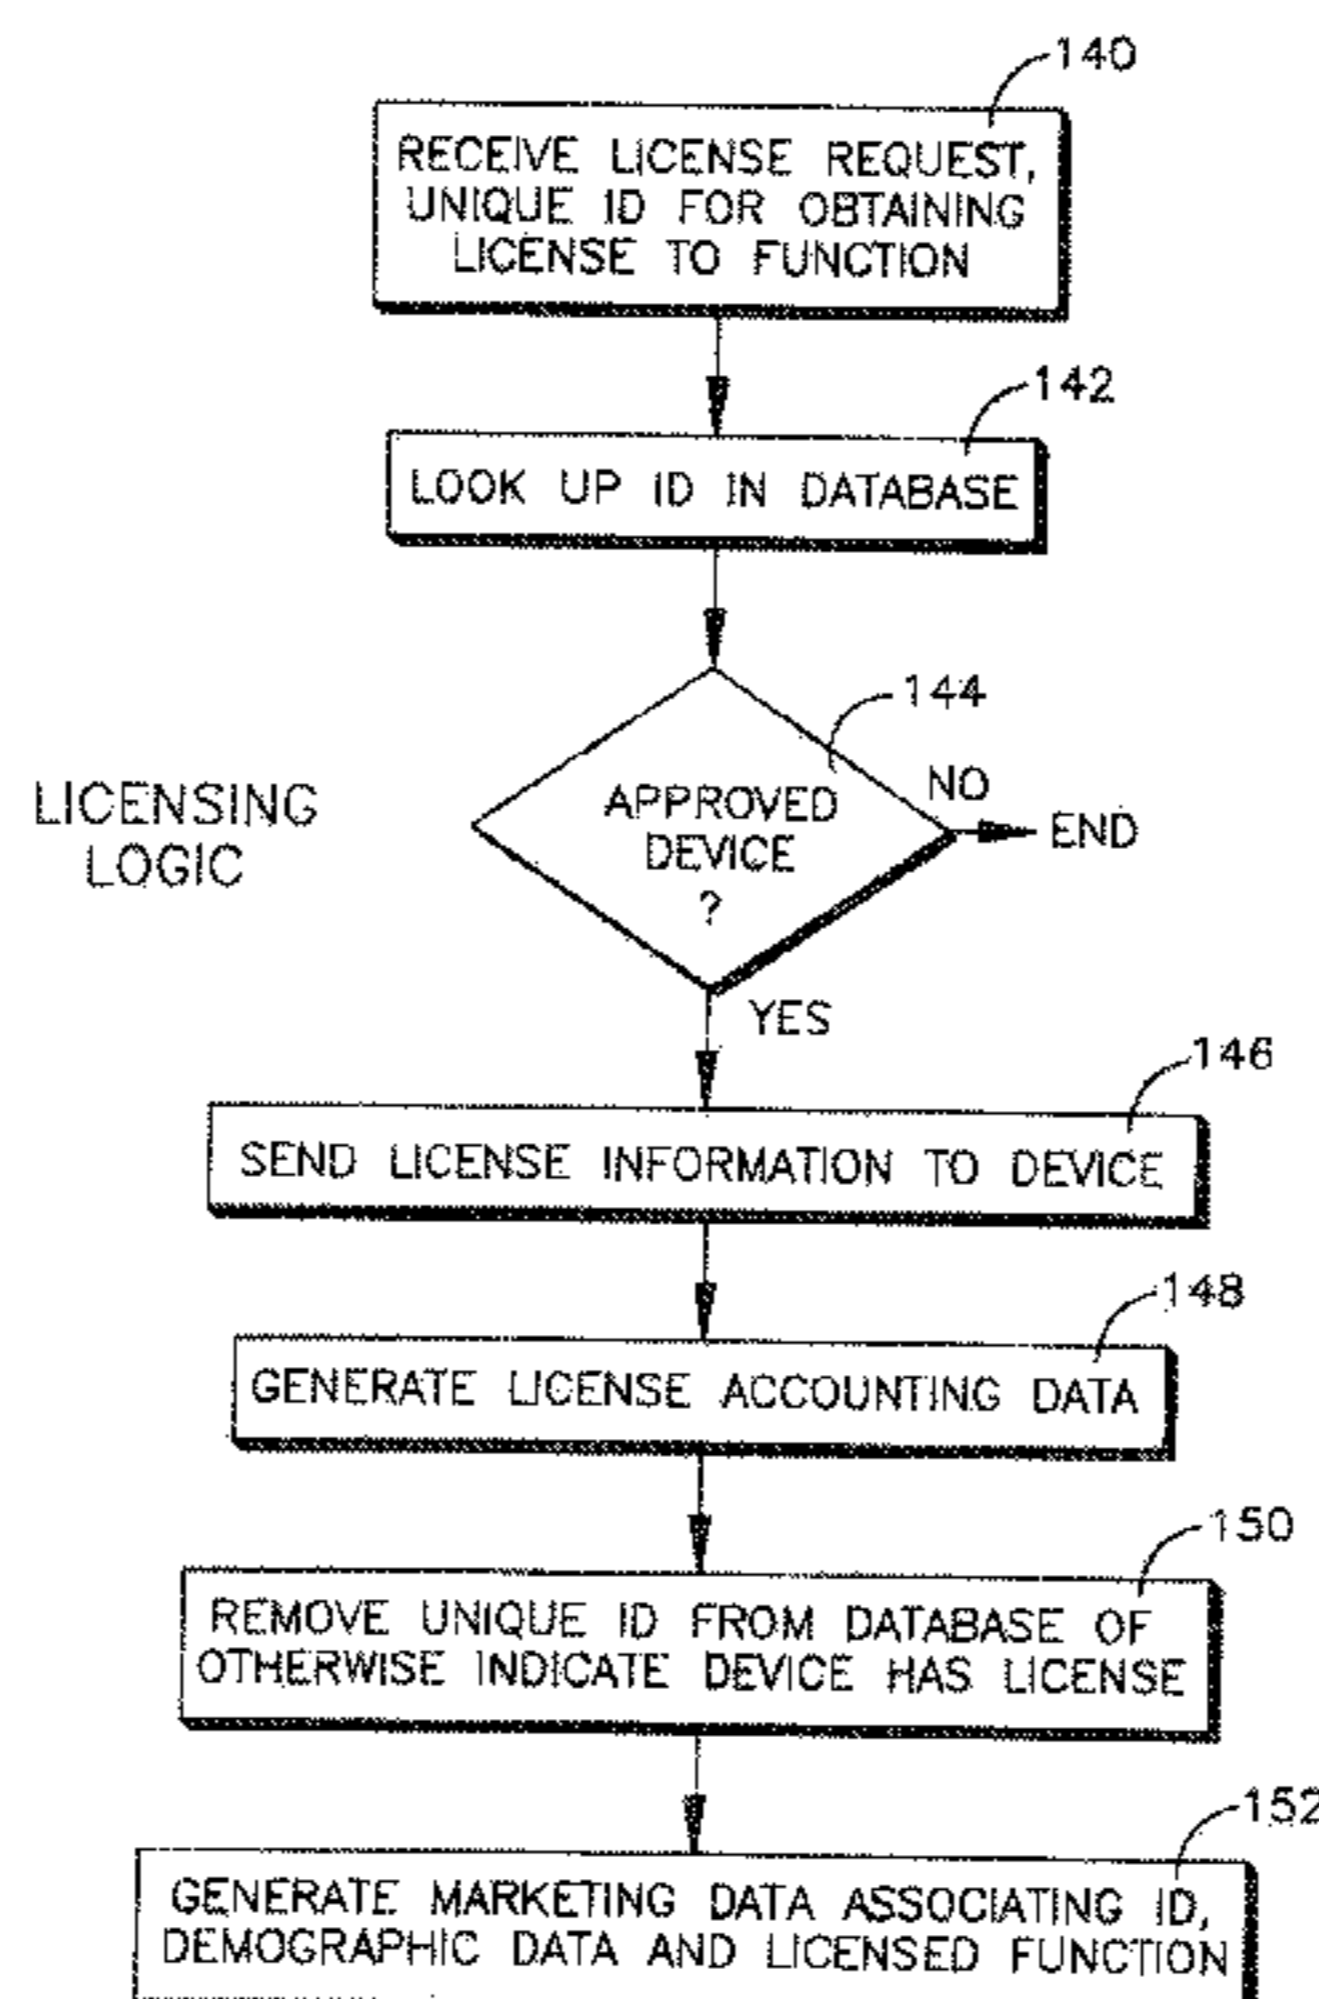 140
RECEIVE LICENSE REQUEST,
UNIQUE ID FOR OBTAINING
LICENSE TO FUNCTION
142
LOOK UP ID IN DATABASE
144
APPROVED
DEVICE
?
NO
END
LICENSING
LOGIC
YES
146
SEND LICENSE INFORMATION TO DEVICE
148
GENERATE LICENSE ACCOUNTING DATA
150
REMOVE UNIQUE ID FROM DATABASE OF
OTHERWISE INDICATE DEVICE HAS LICENSE
152
GENERATE MARKETING DATA ASSOCIATING ID,
DEMOGRAPHIC DATA AND LICENSED FUNCTION